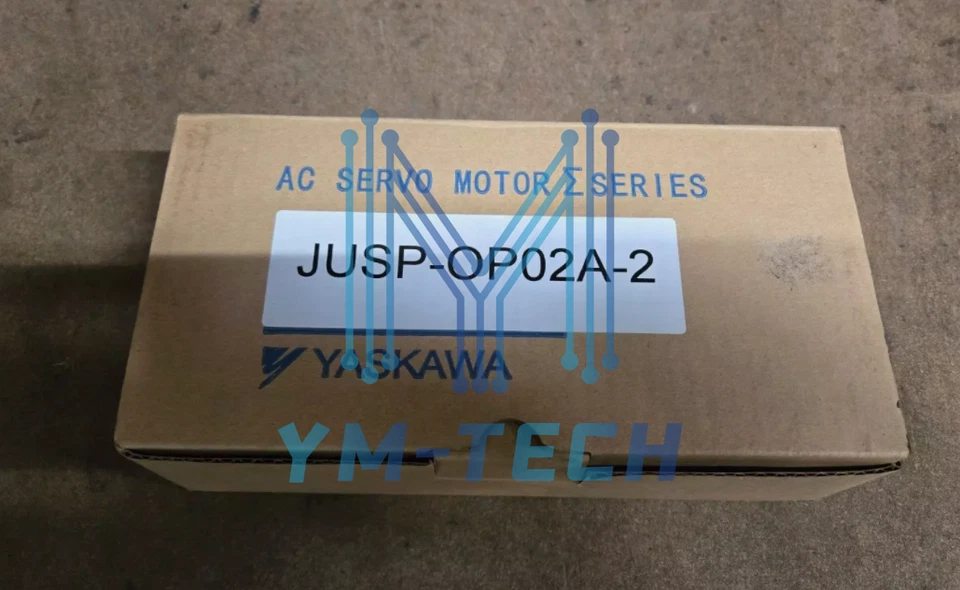 AC SERVO MOTOR Σ SERIES
JUSP-OP02A-2
YASKAWA
YM-TECH